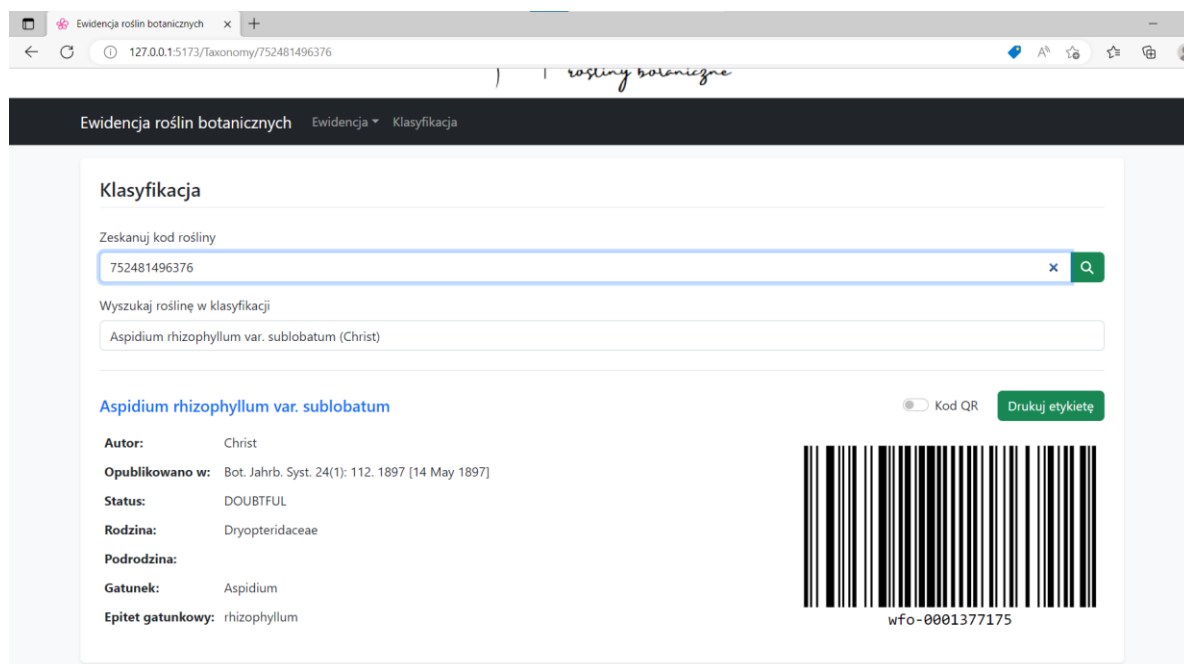 Ewidencja roślin botanicznych
127.0.0.1:5173/Taxonomy/752481496376
rośliny botaniczne
Ewidencja roślin botanicznych Ewidencja Klasyfikacja
Klasyfikacja
Zeskanuj kod rośliny
752481496376
Wyszukaj roślinę w klasyfikacji
Aspidium rhizophyllum var. sublobatum (Christ)
Aspidium rhizophyllum var. sublobatum Kod QR Drukuj etykietę
Autor: Christ
Opublikowano w: Bot. Jahrb. Syst. 24(1): 112. 1897 [14 May 1897]
Status: DOUBTFUL
Rodzina: Dryopteridaceae
Podrodzina:
Gatunek: Aspidium
Epitet gatunkowy: rhizophyllum
wfo-0001377175